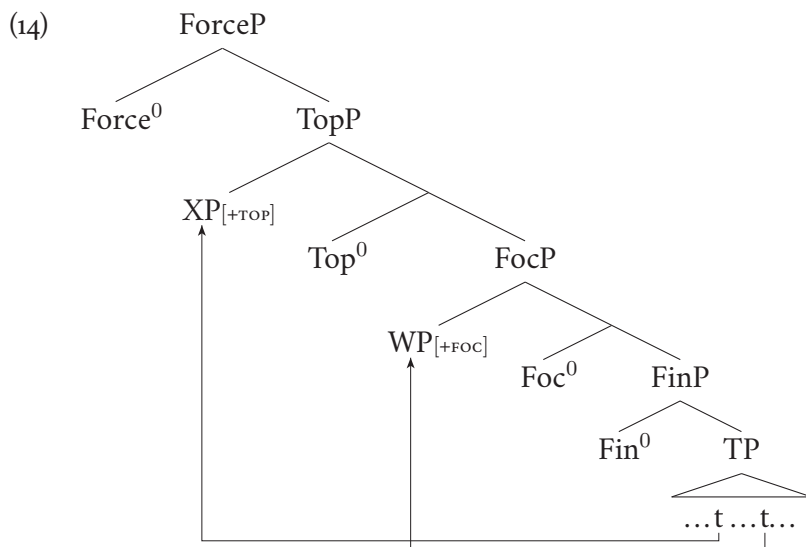 (14)
ForceP
Force⁰ TopP
XP[+TOP]
Top⁰ FocP
WP[+FOC]
Foc⁰ FinP
Fin⁰ TP
…t …t…